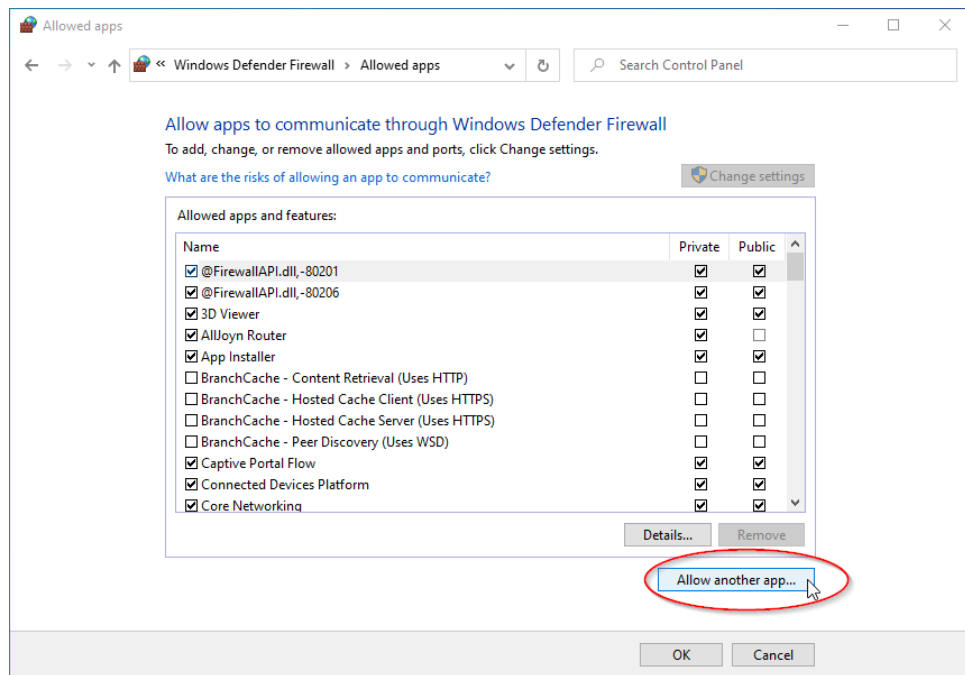 Allowed apps
« Windows Defender Firewall › Allowed apps
Search Control Panel
Allow apps to communicate through Windows Defender Firewall
To add, change, or remove allowed apps and ports, click Change settings.
What are the risks of allowing an app to communicate?
Change settings
Allowed apps and features:
Name Private Public
@FirewallAPI.dll,-80201
@FirewallAPI.dll,-80206
3D Viewer
AllJoyn Router
App Installer
BranchCache - Content Retrieval (Uses HTTP)
BranchCache - Hosted Cache Client (Uses HTTPS)
BranchCache - Hosted Cache Server (Uses HTTPS)
BranchCache - Peer Discovery (Uses WSD)
Captive Portal Flow
Connected Devices Platform
Core Networking
Details... Remove
Allow another app...
OK Cancel